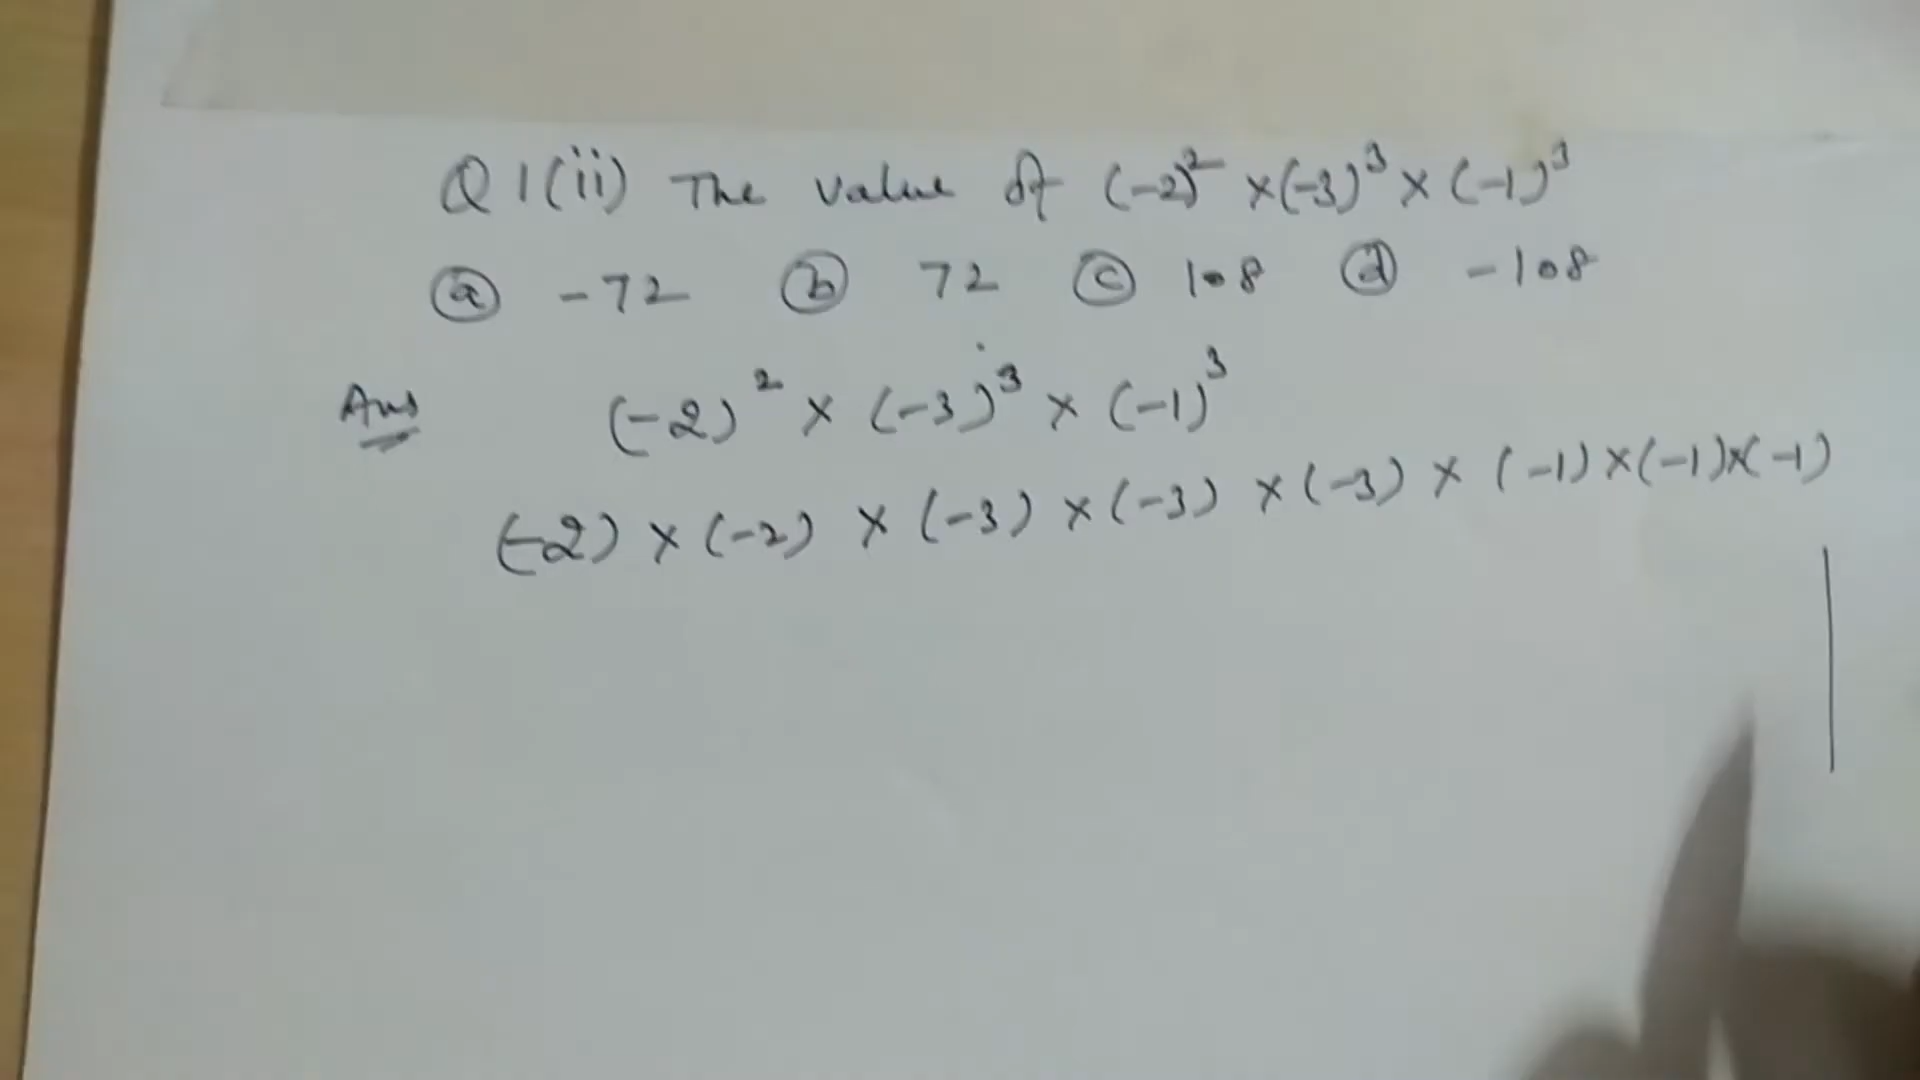 Q 1 (ii) The value of (-2)² × (-3)³ × (-1)³
ⓐ -72 ⓑ 72 ⓒ 108 ⓓ -108
Ans (-2)² × (-3)³ × (-1)³
(-2) × (-2) × (-3) × (-3) × (-3) × (-1) × (-1) × (-1)